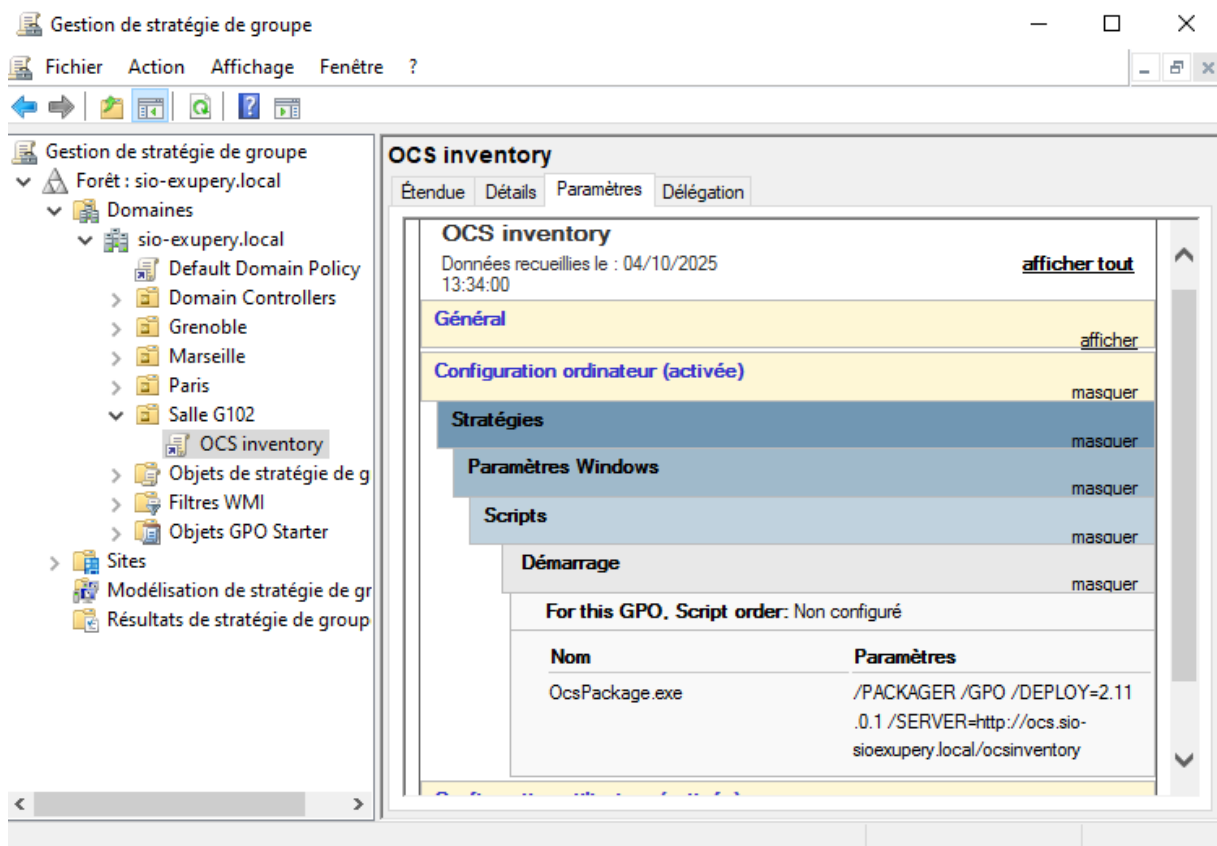 Gestion de stratégie de groupe
Fichier Action Affichage Fenêtre ?
Gestion de stratégie de groupe
Forêt : sio-exupery.local
Domaines
sio-exupery.local
Default Domain Policy
Domain Controllers
Grenoble
Marseille
Paris
Salle G102
OCS inventory
Objets de stratégie de g
Filtres WMI
Objets GPO Starter
Sites
Modélisation de stratégie de gr
Résultats de stratégie de groupe
OCS inventory
Étendue Détails Paramètres Délégation
OCS inventory
Données recueillies le : 04/10/2025
13:34:00
afficher tout
Général
afficher
Configuration ordinateur (activée)
masquer
Stratégies
masquer
Paramètres Windows
masquer
Scripts
masquer
Démarrage
masquer
For this GPO, Script order: Non configuré
Nom Paramètres
OcsPackage.exe /PACKAGER /GPO /DEPLOY=2.11
.0.1 /SERVER=http://ocs.sio-
sioexupery.local/ocsinventory